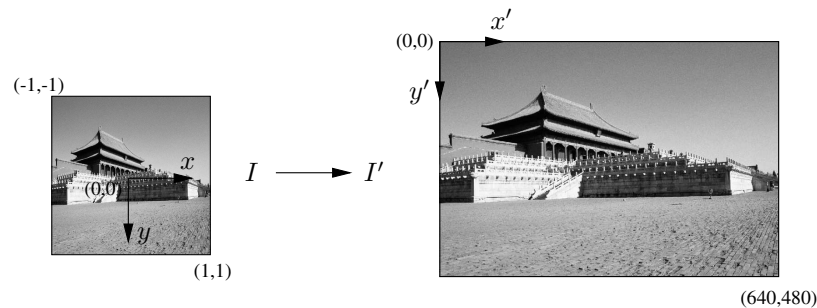 (0,0)
x′
y′
(-1,-1)
x
(0,0)
y
(1,1)
I → I′
(640,480)